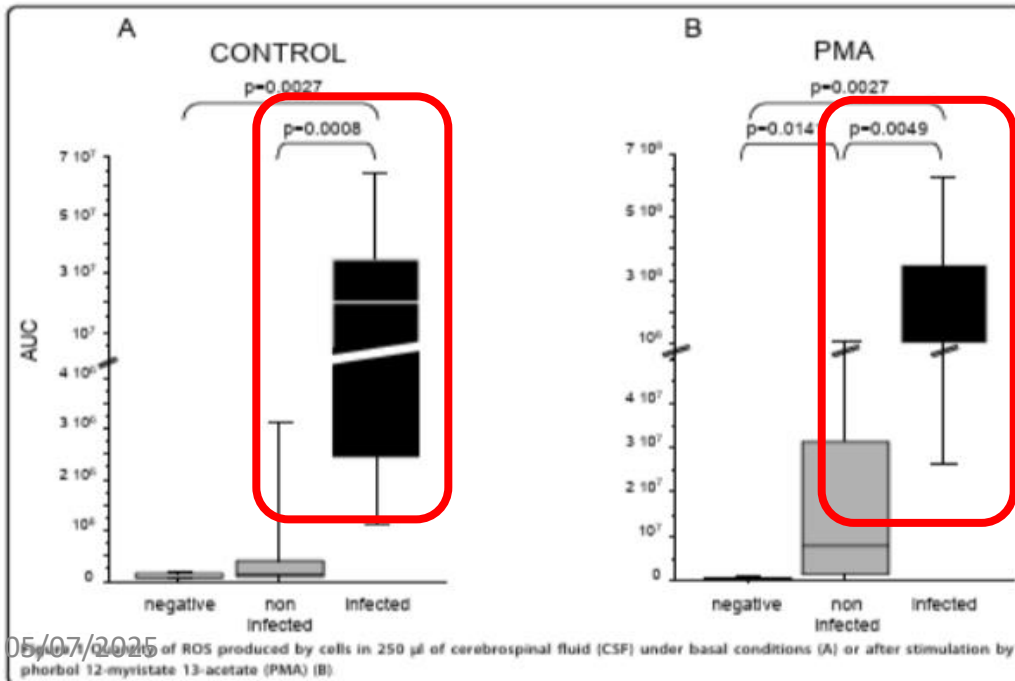 A
CONTROL
p=0.0027
p=0.0008
7 10⁷
5 10⁷
3 10⁷
10⁷
AUC
4 10⁶
3 10⁶
2 10⁶
10⁶
0
negative
non
infected
infected
B
PMA
p=0.0027
p=0.0141
p=0.0049
7 10⁸
5 10⁸
3 10⁸
10⁸
4 10⁷
3 10⁷
2 10⁷
10⁷
0
negative
non
infected
infected
05/07/2025
Figure 1 Quantity of ROS produced by cells in 250 µl of cerebrospinal fluid (CSF) under basal conditions (A) or after stimulation by
phorbol 12-myristate 13-acetate (PMA) (B)